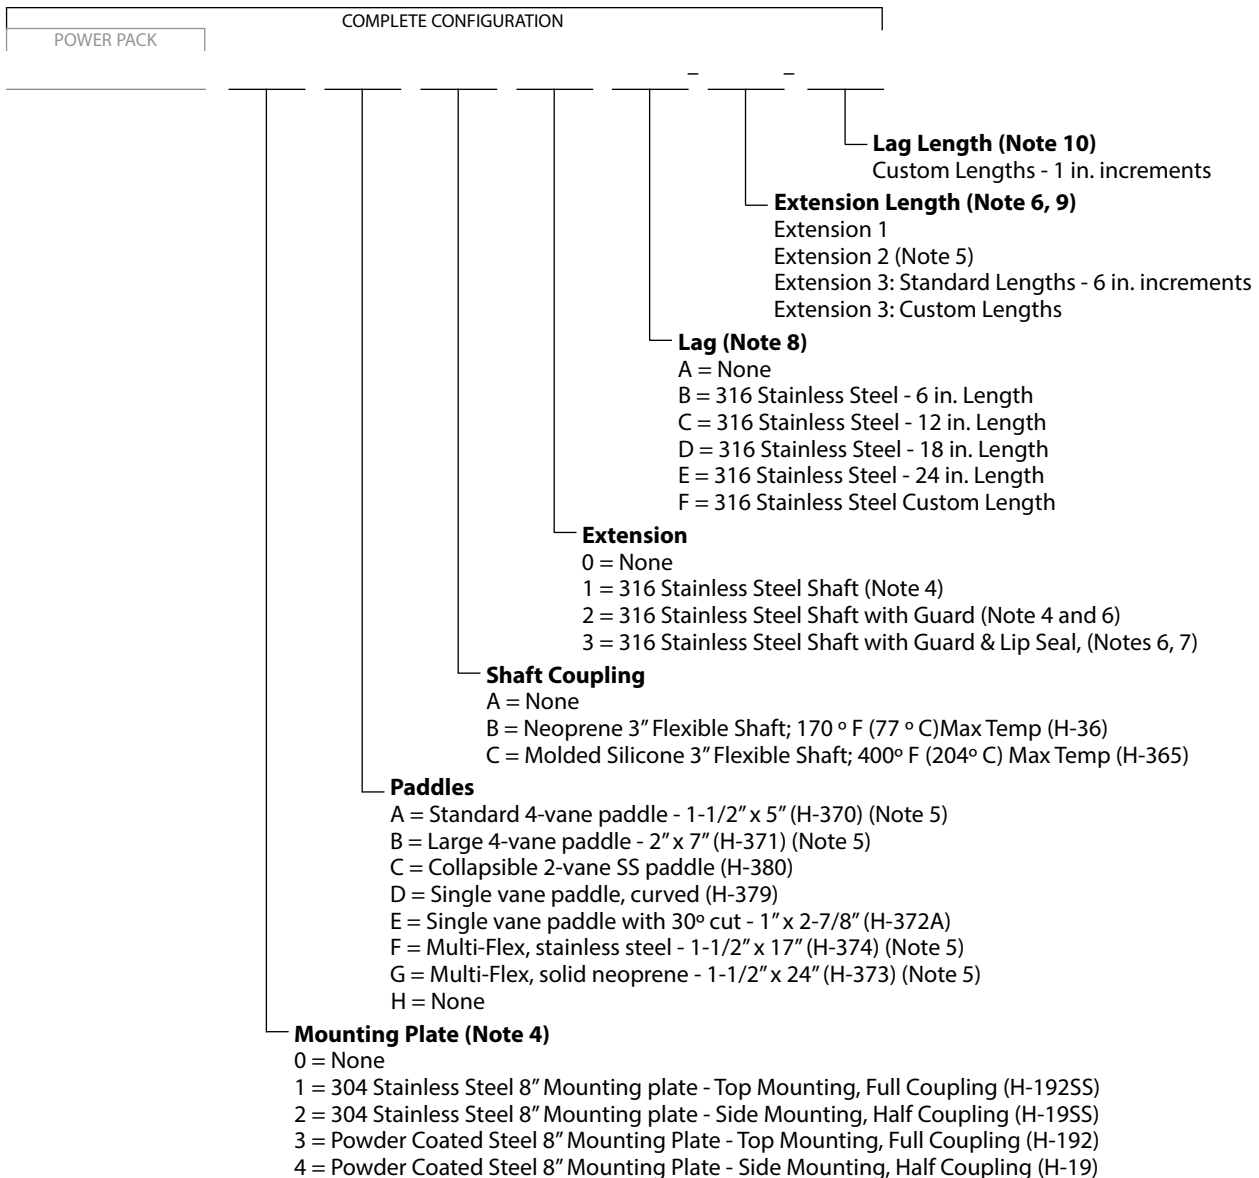 COMPLETE CONFIGURATION
POWER PACK
– –
Lag Length (Note 10)
Custom Lengths - 1 in. increments
Extension Length (Note 6, 9)
Extension 1
Extension 2 (Note 5)
Extension 3: Standard Lengths - 6 in. increments
Extension 3: Custom Lengths
Lag (Note 8)
A = None
B = 316 Stainless Steel - 6 in. Length
C = 316 Stainless Steel - 12 in. Length
D = 316 Stainless Steel - 18 in. Length
E = 316 Stainless Steel - 24 in. Length
F = 316 Stainless Steel Custom Length
Extension
0 = None
1 = 316 Stainless Steel Shaft (Note 4)
2 = 316 Stainless Steel Shaft with Guard (Note 4 and 6)
3 = 316 Stainless Steel Shaft with Guard & Lip Seal, (Notes 6, 7)
Shaft Coupling
A = None
B = Neoprene 3” Flexible Shaft; 170 º F (77 º C)Max Temp (H-36)
C = Molded Silicone 3” Flexible Shaft; 400º F (204º C) Max Temp (H-365)
Paddles
A = Standard 4-vane paddle - 1-1/2” x 5” (H-370) (Note 5)
B = Large 4-vane paddle - 2” x 7” (H-371) (Note 5)
C = Collapsible 2-vane SS paddle (H-380)
D = Single vane paddle, curved (H-379)
E = Single vane paddle with 30º cut - 1” x 2-7/8” (H-372A)
F = Multi-Flex, stainless steel - 1-1/2” x 17” (H-374) (Note 5)
G = Multi-Flex, solid neoprene - 1-1/2” x 24” (H-373) (Note 5)
H = None
Mounting Plate (Note 4)
0 = None
1 = 304 Stainless Steel 8” Mounting plate - Top Mounting, Full Coupling (H-192SS)
2 = 304 Stainless Steel 8” Mounting plate - Side Mounting, Half Coupling (H-19SS)
3 = Powder Coated Steel 8” Mounting Plate - Top Mounting, Full Coupling (H-192)
4 = Powder Coated Steel 8” Mounting Plate - Side Mounting, Half Coupling (H-19)